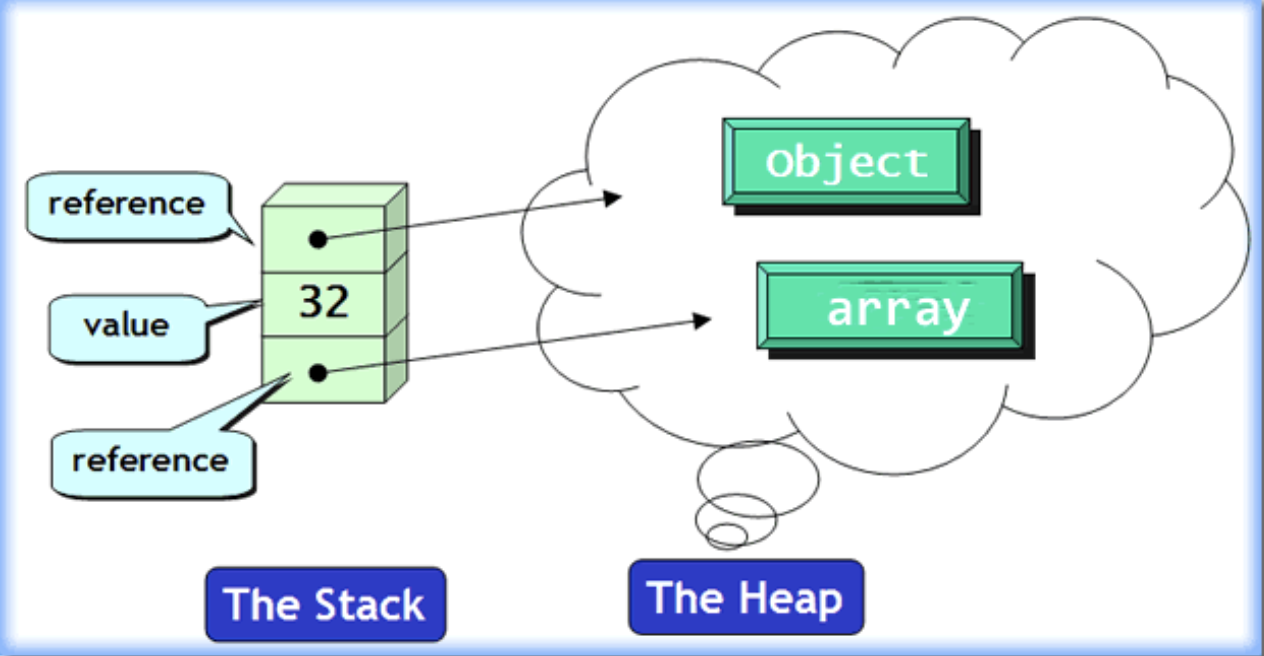 Object
reference
32
array
value
reference
The Stack
The Heap